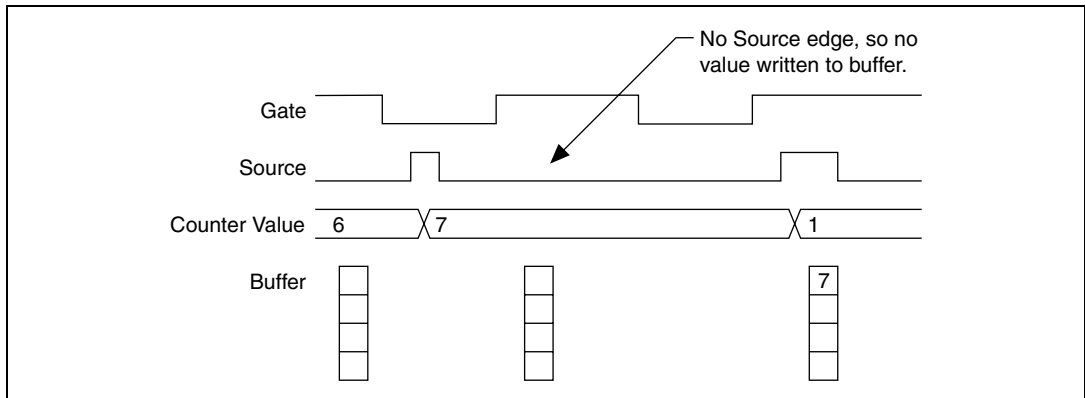 No Source edge, so no
value written to buffer.
Gate
Source
Counter Value 6 7 1
Buffer 7